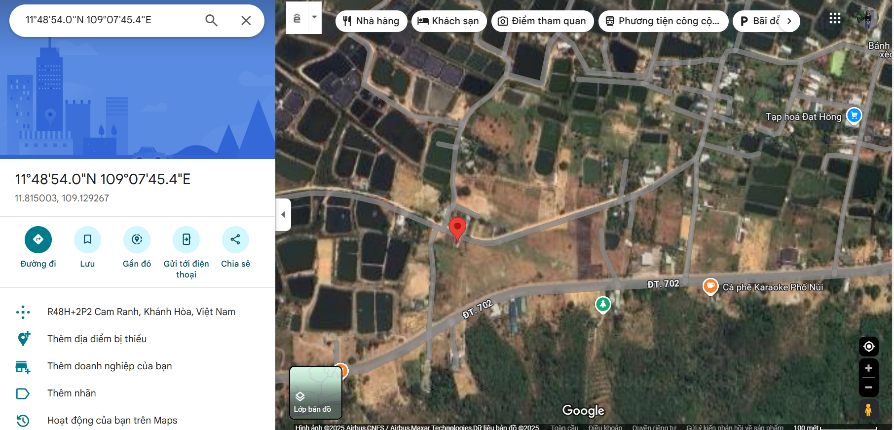 11°48'54.0"N 109°07'45.4"E
Nhà hàng
Khách sạn
Điểm tham quan
Phương tiện công cộ...
Bãi đỗ
Bánh
xèo
Tạp hoá Đạt Hồng
11°48'54.0"N 109°07'45.4"E
11.815003, 109.129267
Đường đi
Lưu
Gần đó
Gửi tới điện thoại
Chia sẻ
ĐT. 702
Cà phê Karaoke Phố Núi
ĐT. 702
R48H+2P2 Cam Ranh, Khánh Hòa, Việt Nam
Thêm địa điểm bị thiếu
Thêm doanh nghiệp của bạn
Thêm nhãn
Hoạt động của bạn trên Maps
Lớp bản đồ
Google
Hình ảnh ©2025 Airbus,CNES / Airbus,Maxar Technologies,Dữ liệu bản đồ ©2025
Toàn cầu
Điều khoản
Quyền riêng tư
Gửi ý kiến phản hồi về sản phẩm
100 mét